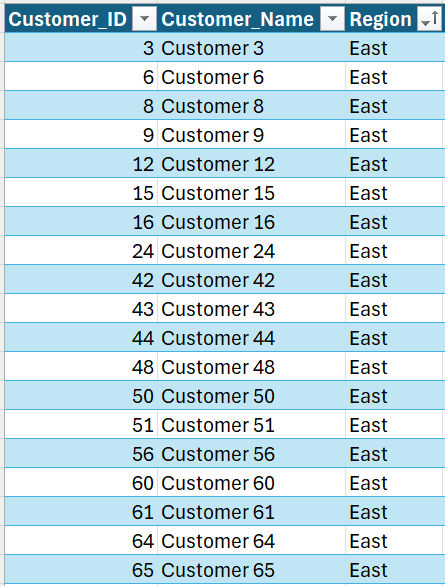 Customer_ID Customer_Name Region
3 Customer 3 East
6 Customer 6 East
8 Customer 8 East
9 Customer 9 East
12 Customer 12 East
15 Customer 15 East
16 Customer 16 East
24 Customer 24 East
42 Customer 42 East
43 Customer 43 East
44 Customer 44 East
48 Customer 48 East
50 Customer 50 East
51 Customer 51 East
56 Customer 56 East
60 Customer 60 East
61 Customer 61 East
64 Customer 64 East
65 Customer 65 East